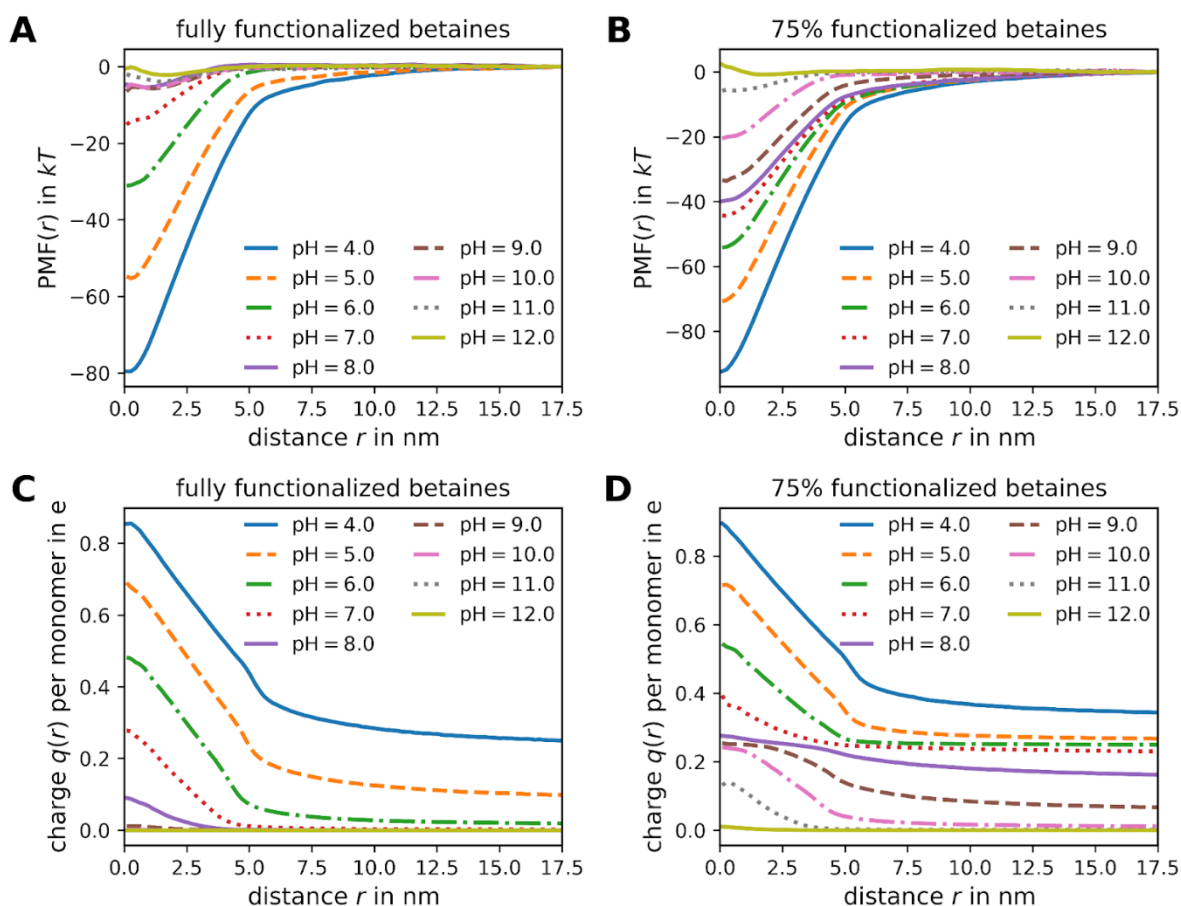 A
fully functionalized betaines
PMF(r) in kT
0
−20
−40
−60
−80
pH = 4.0
pH = 5.0
pH = 6.0
pH = 7.0
pH = 8.0
pH = 9.0
pH = 10.0
pH = 11.0
pH = 12.0
0.0 2.5 5.0 7.5 10.0 12.5 15.0 17.5
distance r in nm
B
75% functionalized betaines
PMF(r) in kT
0
−20
−40
−60
−80
pH = 4.0
pH = 5.0
pH = 6.0
pH = 7.0
pH = 8.0
pH = 9.0
pH = 10.0
pH = 11.0
pH = 12.0
0.0 2.5 5.0 7.5 10.0 12.5 15.0 17.5
distance r in nm
C
fully functionalized betaines
charge q(r) per monomer in e
0.8
0.6
0.4
0.2
0.0
pH = 4.0
pH = 5.0
pH = 6.0
pH = 7.0
pH = 8.0
pH = 9.0
pH = 10.0
pH = 11.0
pH = 12.0
0.0 2.5 5.0 7.5 10.0 12.5 15.0 17.5
distance r in nm
D
75% functionalized betaines
charge q(r) per monomer in e
0.8
0.6
0.4
0.2
0.0
pH = 4.0
pH = 5.0
pH = 6.0
pH = 7.0
pH = 8.0
pH = 9.0
pH = 10.0
pH = 11.0
pH = 12.0
0.0 2.5 5.0 7.5 10.0 12.5 15.0 17.5
distance r in nm